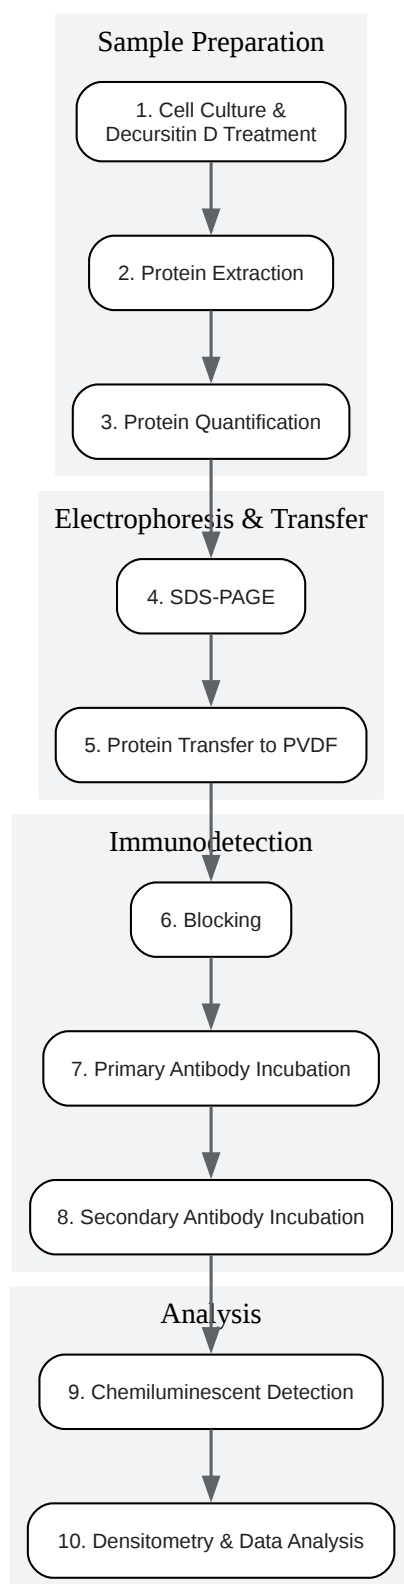 Sample Preparation
1. Cell Culture &
Decursitin D Treatment
2. Protein Extraction
3. Protein Quantification
Electrophoresis & Transfer
4. SDS-PAGE
5. Protein Transfer to PVDF
Immunodetection
6. Blocking
7. Primary Antibody Incubation
8. Secondary Antibody Incubation
Analysis
9. Chemiluminescent Detection
10. Densitometry & Data Analysis